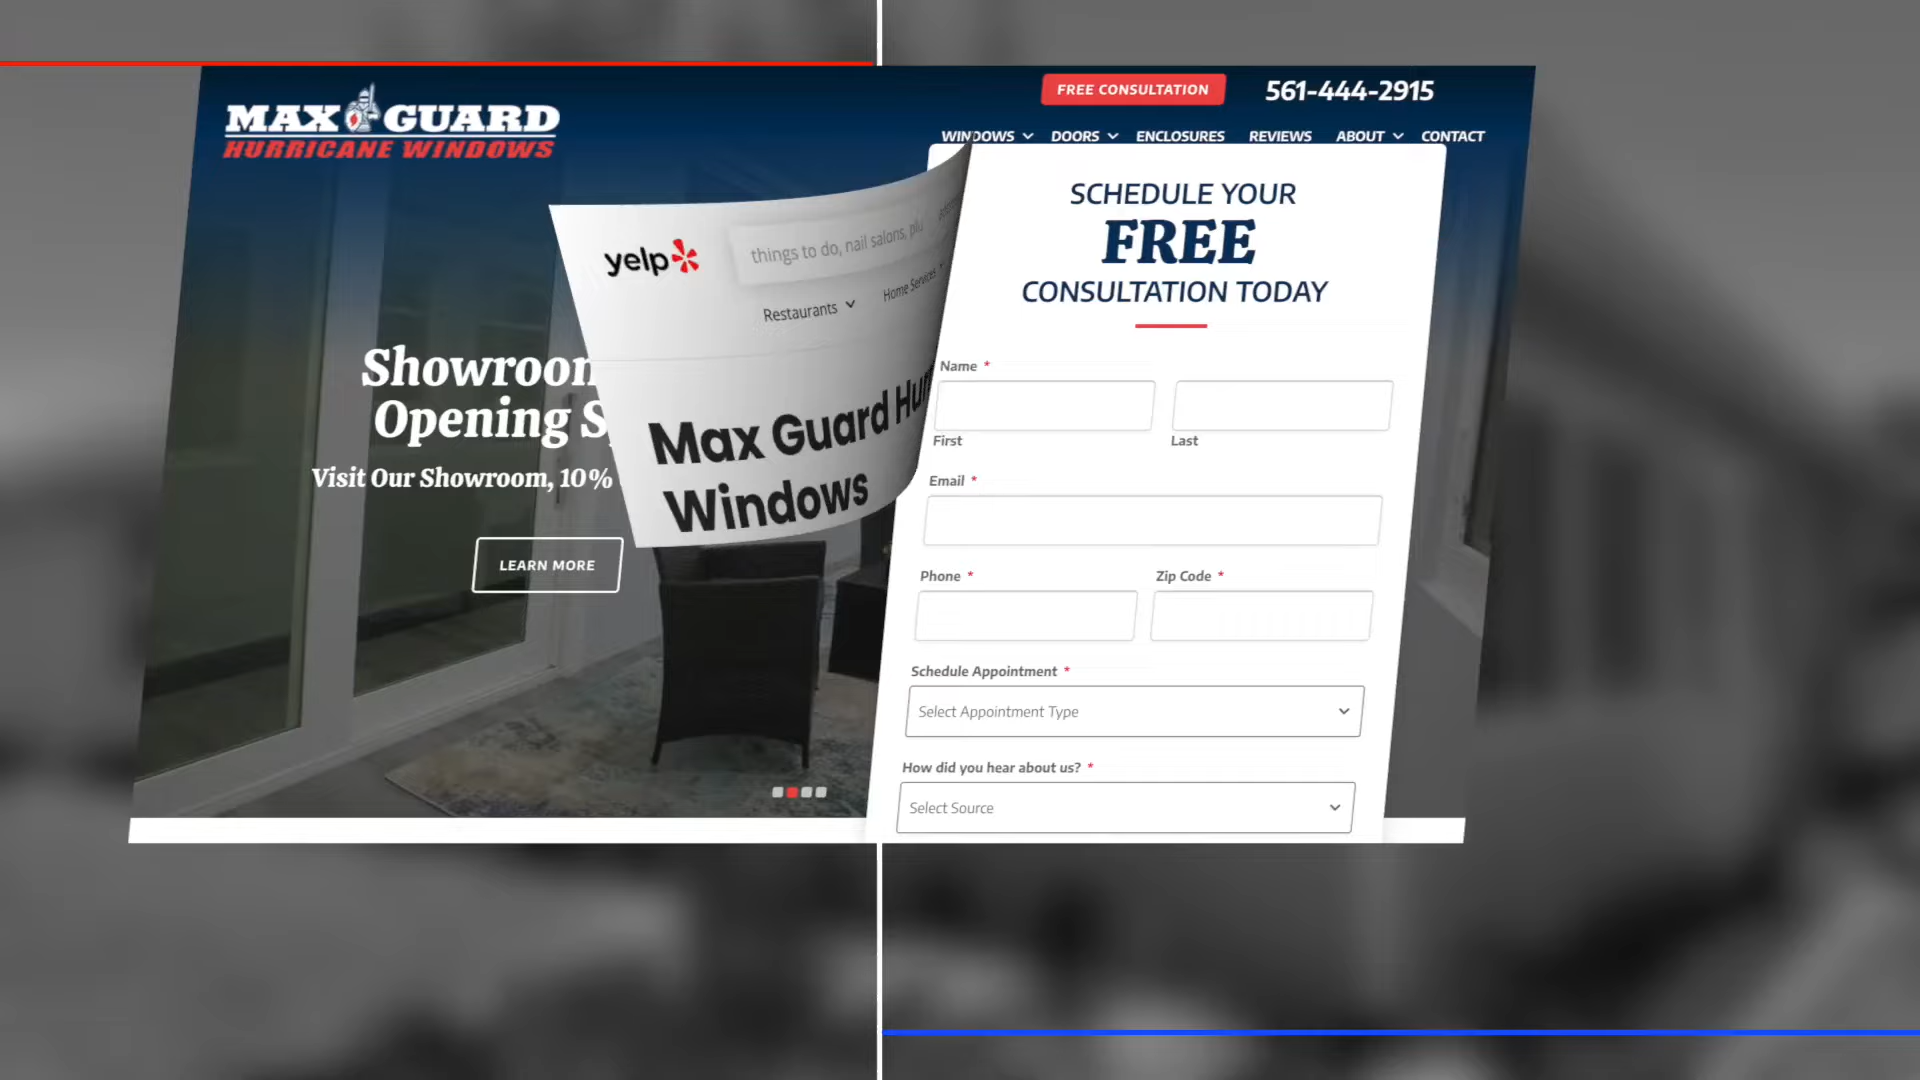 MAX GUARD
HURRICANE WINDOWS
FREE CONSULTATION
561-444-2915
WINDOWS
DOORS
ENCLOSURES
REVIEWS
ABOUT
CONTACT
yelp
things to do, nail salons, plu
Restaurants
Home Services
Max Guard Hur
Windows
Showroom
Opening S
Visit Our Showroom, 10%
LEARN MORE
SCHEDULE YOUR
FREE
CONSULTATION TODAY
Name *
First
Last
Email *
Phone *
Zip Code *
Schedule Appointment *
Select Appointment Type
How did you hear about us? *
Select Source